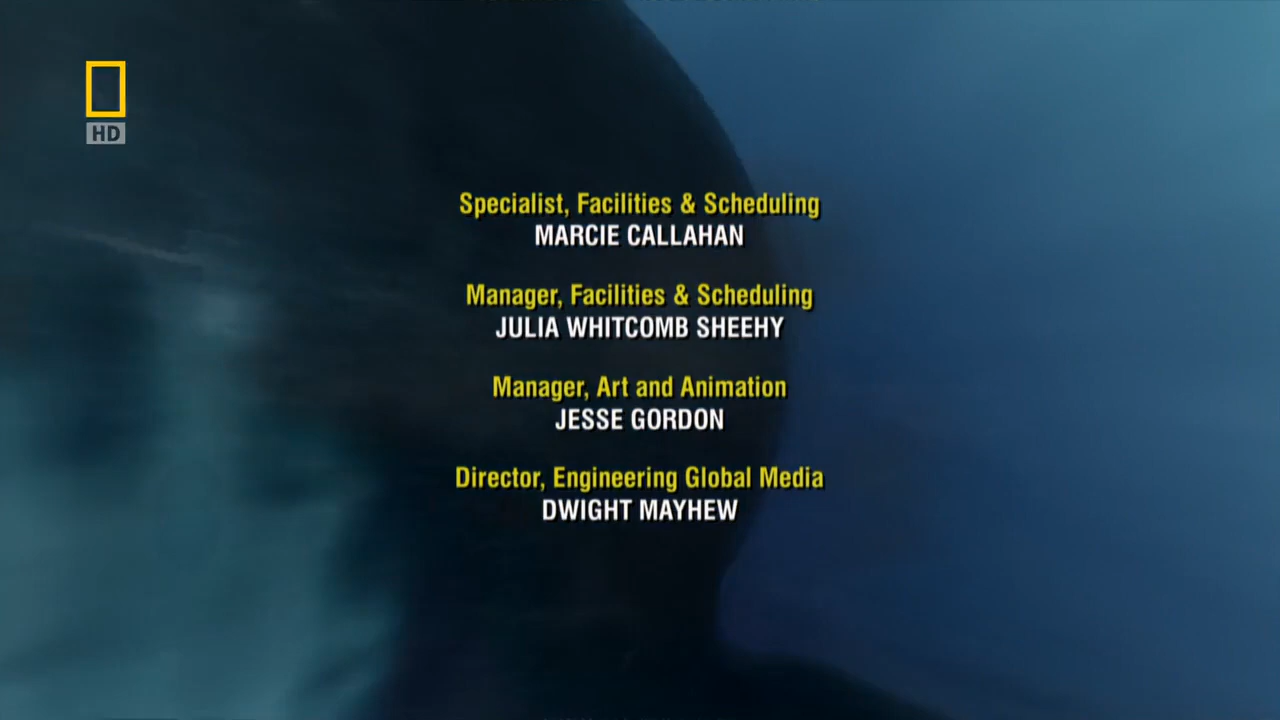 HD
Specialist, Facilities & Scheduling
MARCIE CALLAHAN
Manager, Facilities & Scheduling
JULIA WHITCOMB SHEEHY
Manager, Art and Animation
JESSE GORDON
Director, Engineering Global Media
DWIGHT MAYHEW